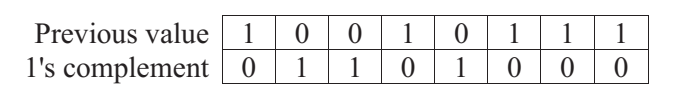 Previous value 1 0 0 1 0 1 1 1
1's complement 0 1 1 0 1 0 0 0